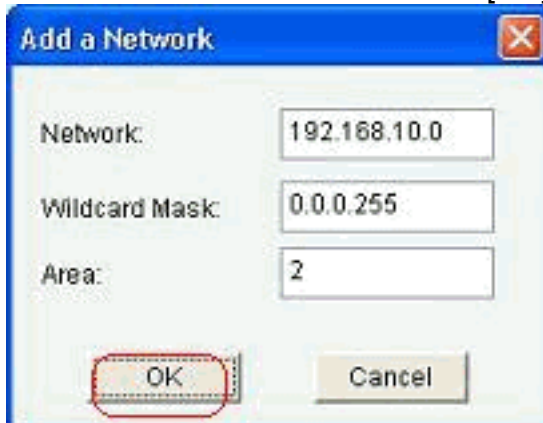 Add a Network
Network: 192.168.10.0
Wildcard Mask: 0.0.0.255
Area: 2
OK Cancel